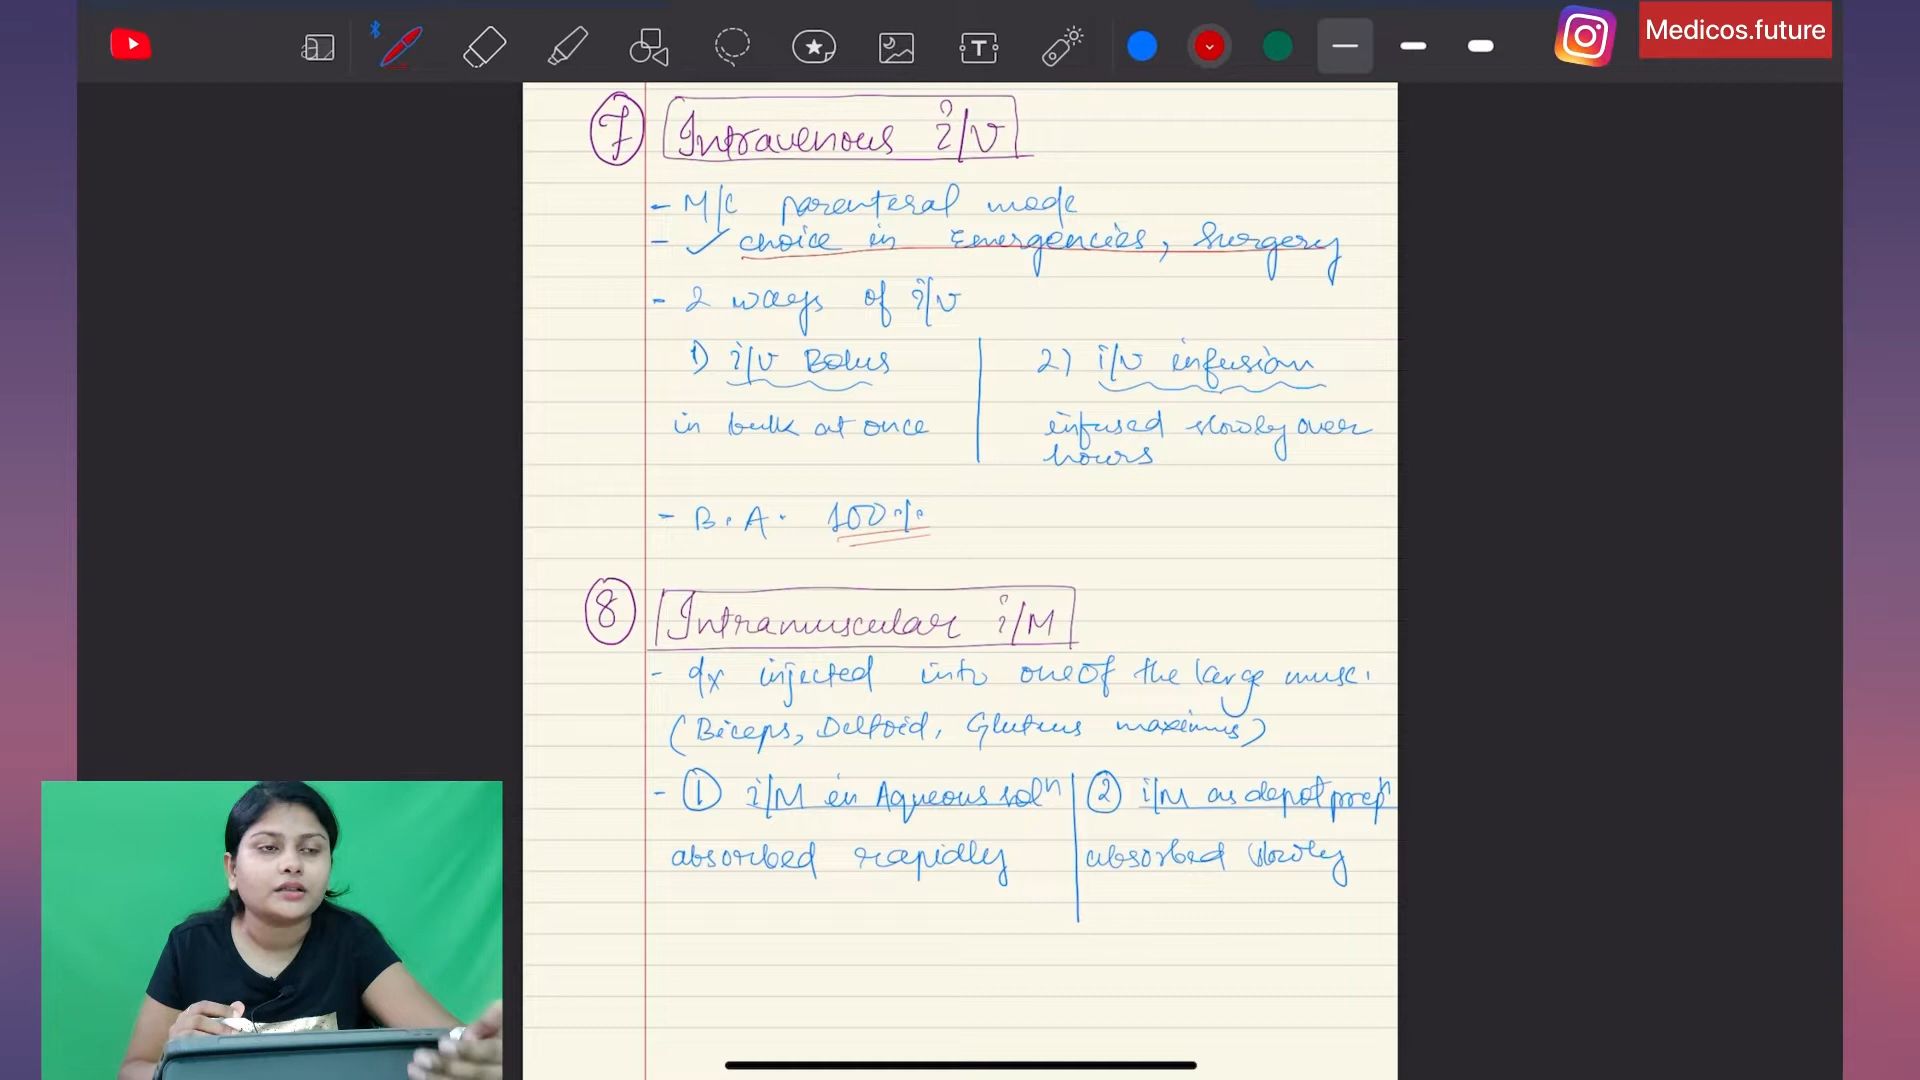 Medicos.future
7 Intravenous i/v
- M/C parenteral mode
- ✓ choice in Emergencies, Surgery
- 2 ways of i/v
1) i/v Bolus
in bulk at once
2) i/v infusion
infused slowly over
hours
- B.A. 100%
8 Intramuscular i/M
- dx injected into one of the large musc.
(Biceps, Deltoid, Gluteus maximus)
- 1 i/M in Aqueous solⁿ
absorbed rapidly
2 i/M as depot prepⁿ
absorbed slowly